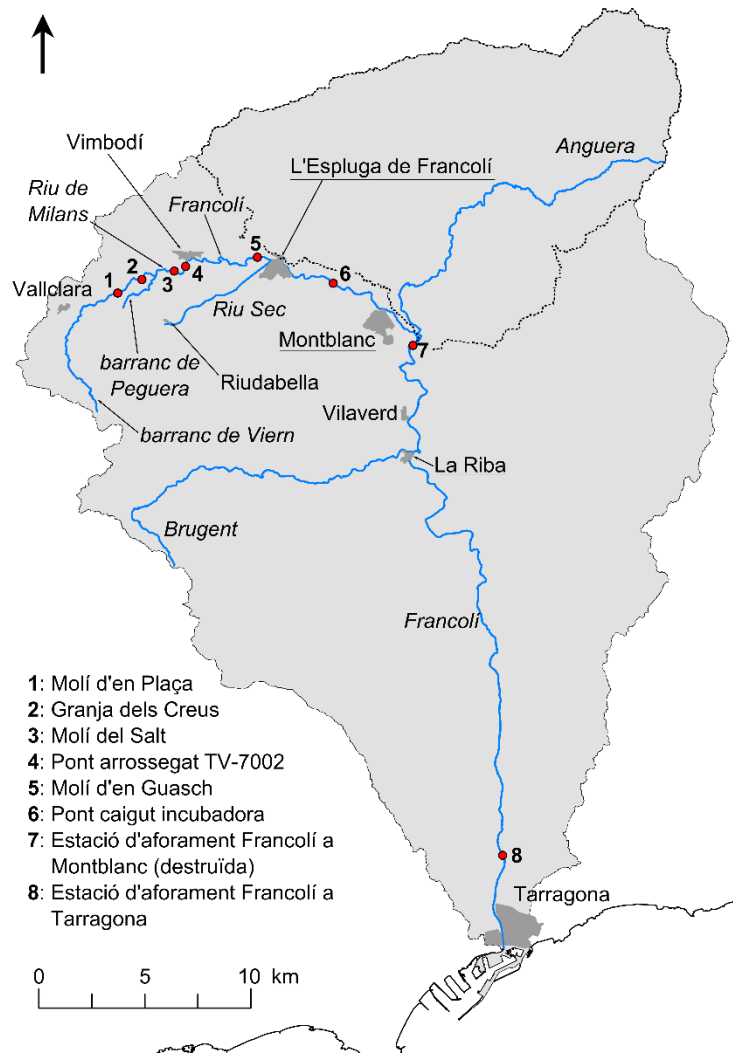 Vimbodí
L'Espluga de Francolí
Anguera
Riu de
Milans
Francolí
5
2
3
4
6
1
Vallclara
Riu Sec
Montblanc
7
barranc de
Peguera
Riudabella
Vilaverd
barranc de Viern
La Riba
Brugent
Francolí
1: Molí d'en Plaça
2: Granja dels Creus
3: Molí del Salt
4: Pont arrossegat TV-7002
5: Molí d'en Guasch
6: Pont caigut incubadora
7: Estació d'aforament Francolí a
Montblanc (destruïda)
8: Estació d'aforament Francolí a
Tarragona
8
Tarragona
0 5 10 km